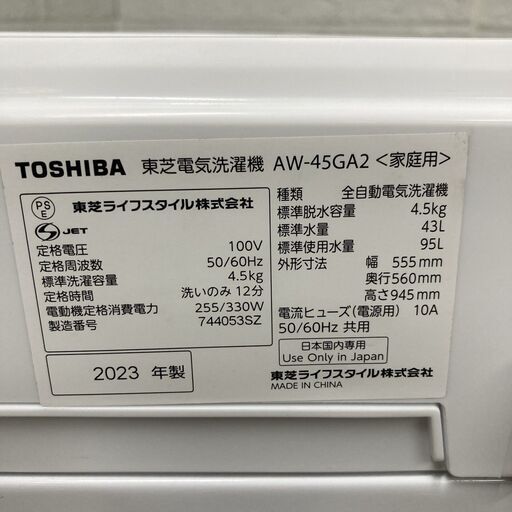 TOSHIBA 東芝電気洗濯機 AW-45GA2 <家庭用>
PSE 東芝ライフスタイル株式会社
S JET
定格電圧 100V
定格周波数 50/60Hz
標準洗濯容量 4.5kg
定格時間 洗いのみ 12分
電動機定格消費電力 255/330W
製造番号 744053SZ
2023 年製
種類 全自動電気洗濯機
標準脱水容量 4.5kg
標準水量 43L
標準使用水量 95L
外形寸法 幅 555mm
奥行560mm
高さ945mm
電流ヒューズ(電源用) 10A
50/60Hz 共用
日本国内専用
Use Only in Japan
東芝ライフスタイル株式会社
MADE IN CHINA